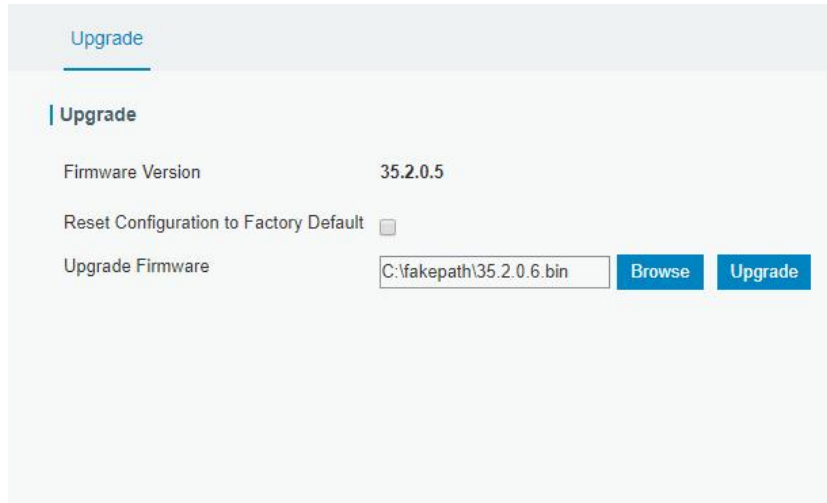 Upgrade
Upgrade
Firmware Version 35.2.0.5
Reset Configuration to Factory Default
Upgrade Firmware C:\fakepath\35.2.0.6.bin Browse Upgrade